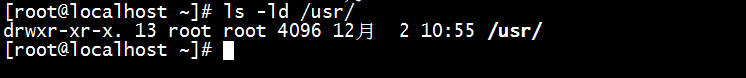 [root@localhost ~]# ls -ld /usr/
drwxr-xr-x. 13 root root 4096 12月  2 10:55 /usr/
[root@localhost ~]#